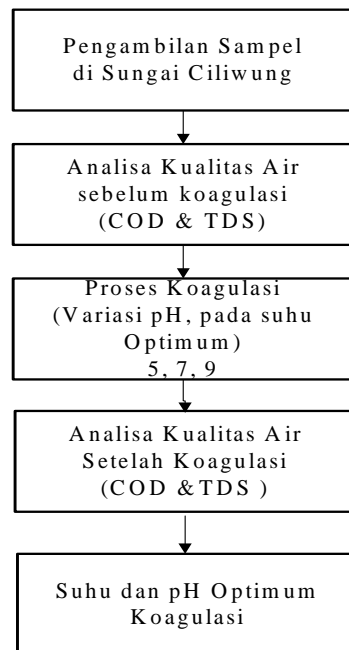 Pengambilan Sampel
di Sungai Ciliwung
Analisa Kualitas Air
sebelum koagulasi
(COD & TDS)
Proses Koagulasi
(Variasi pH, pada suhu
Optimum)
5, 7, 9
Analisa Kualitas Air
Setelah Koagulasi
(COD &TDS )
Suhu dan pH Optimum
Koagulasi